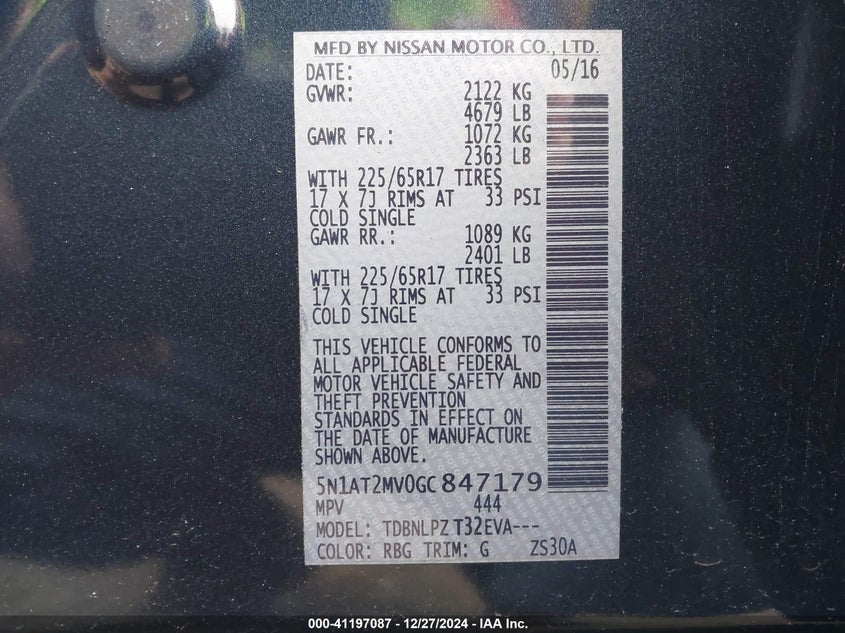 MFD BY NISSAN MOTOR CO., LTD.
DATE: 05/16
GVWR: 2122 KG
4679 LB
GAWR FR.: 1072 KG
2363 LB
WITH 225/65R17 TIRES
17 X 7J RIMS AT 33 PSI
COLD SINGLE
GAWR RR.: 1089 KG
2401 LB
WITH 225/65R17 TIRES
17 X 7J RIMS AT 33 PSI
COLD SINGLE
THIS VEHICLE CONFORMS TO
ALL APPLICABLE FEDERAL
MOTOR VEHICLE SAFETY AND
THEFT PREVENTION
STANDARDS IN EFFECT ON
THE DATE OF MANUFACTURE
SHOWN ABOVE.
5N1AT2MV0GC847179
MPV 444
MODEL: TDBNLPZ T32EVA---
COLOR: RBG TRIM: G ZS30A
000-41197087 - 12/27/2024 - IAA Inc.